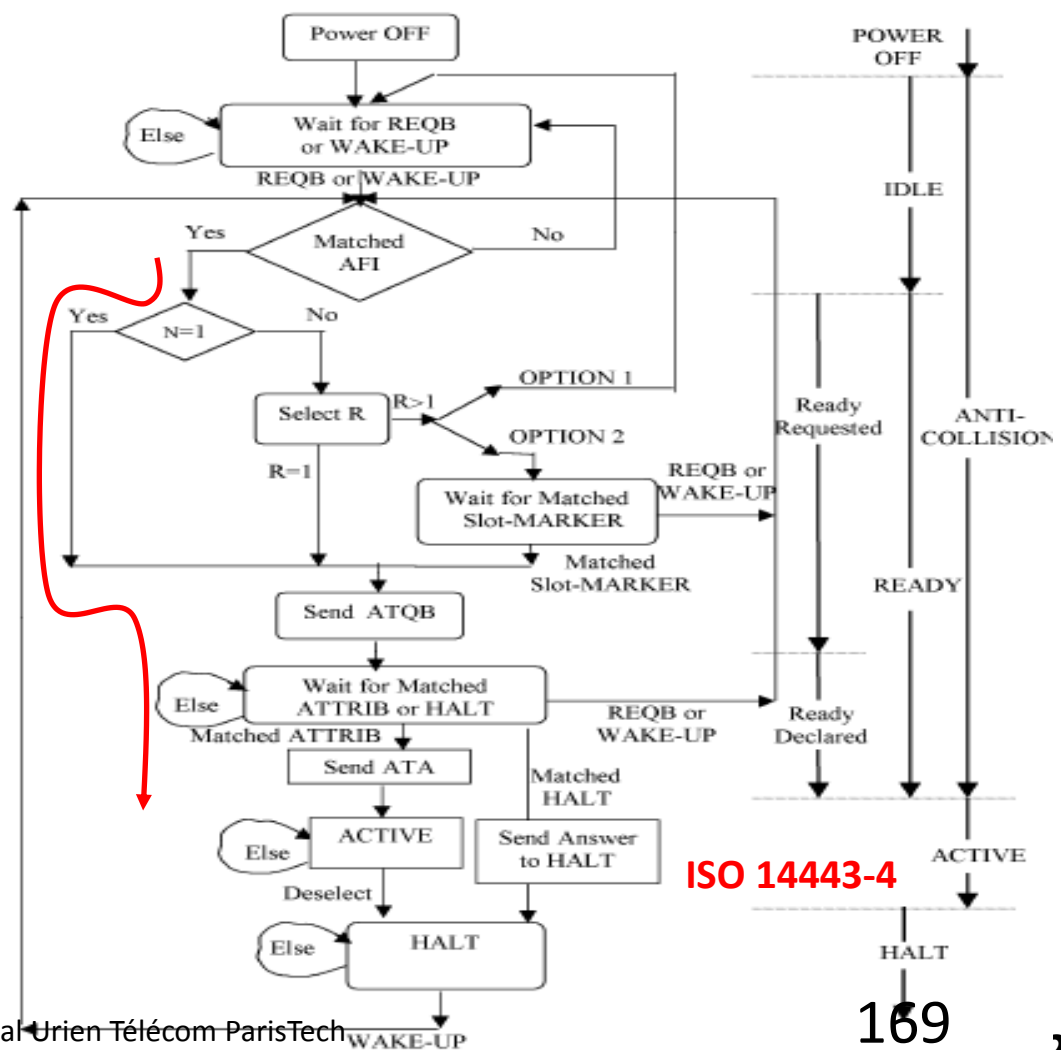 Power OFF
POWER
OFF
Else
Wait for REQB
or WAKE-UP
REQB or WAKE-UP
IDLE
Yes
Matched
AFI
No
Yes
N=1
No
OPTION 1
Select R
R>1
Ready
Requested
ANTI-
COLLISION
OPTION 2
R=1
REQB or
WAKE-UP
Wait for Matched
Slot-MARKER
Matched
Slot-MARKER
READY
Send ATQB
Else
Wait for Matched
ATTRIB or HALT
REQB or
WAKE-UP
Ready
Declared
Matched ATTRIB
Send ATA
Matched
HALT
Else
ACTIVE
Send Answer
to HALT
ISO 14443-4
ACTIVE
Deselect
Else
HALT
HALT
al Urien Télécom ParisTech
WAKE-UP
169